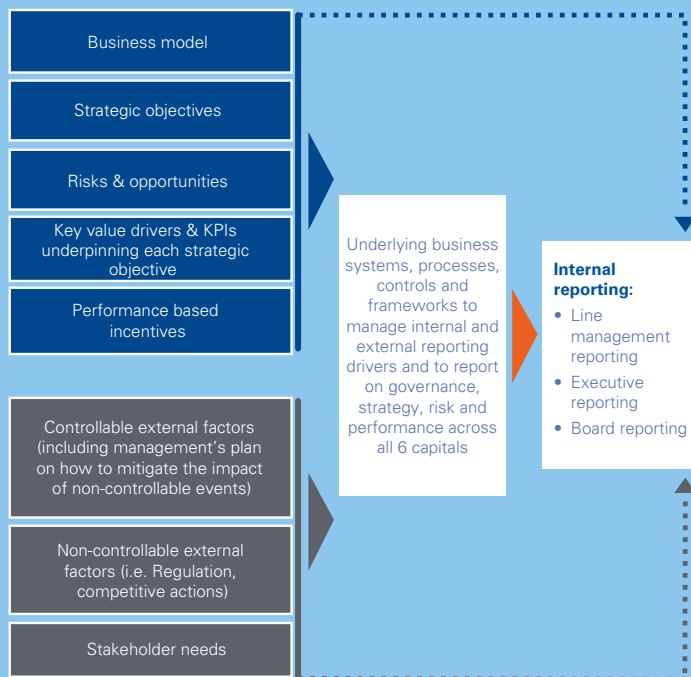 Business model
Strategic objectives
Risks & opportunities
Key value drivers & KPIs
underpinning each strategic
objective
Performance based
incentives
Controllable external factors
(including management's plan
on how to mitigate the impact
of non-controllable events)
Non-controllable external
factors (i.e. Regulation,
competitive actions)
Stakeholder needs
Underlying business
systems, processes,
controls and
frameworks to
manage internal and
external reporting
drivers and to report
on governance,
strategy, risk and
performance across
all 6 capitals
Internal
reporting:
• Line
management
reporting
• Executive
reporting
• Board reporting